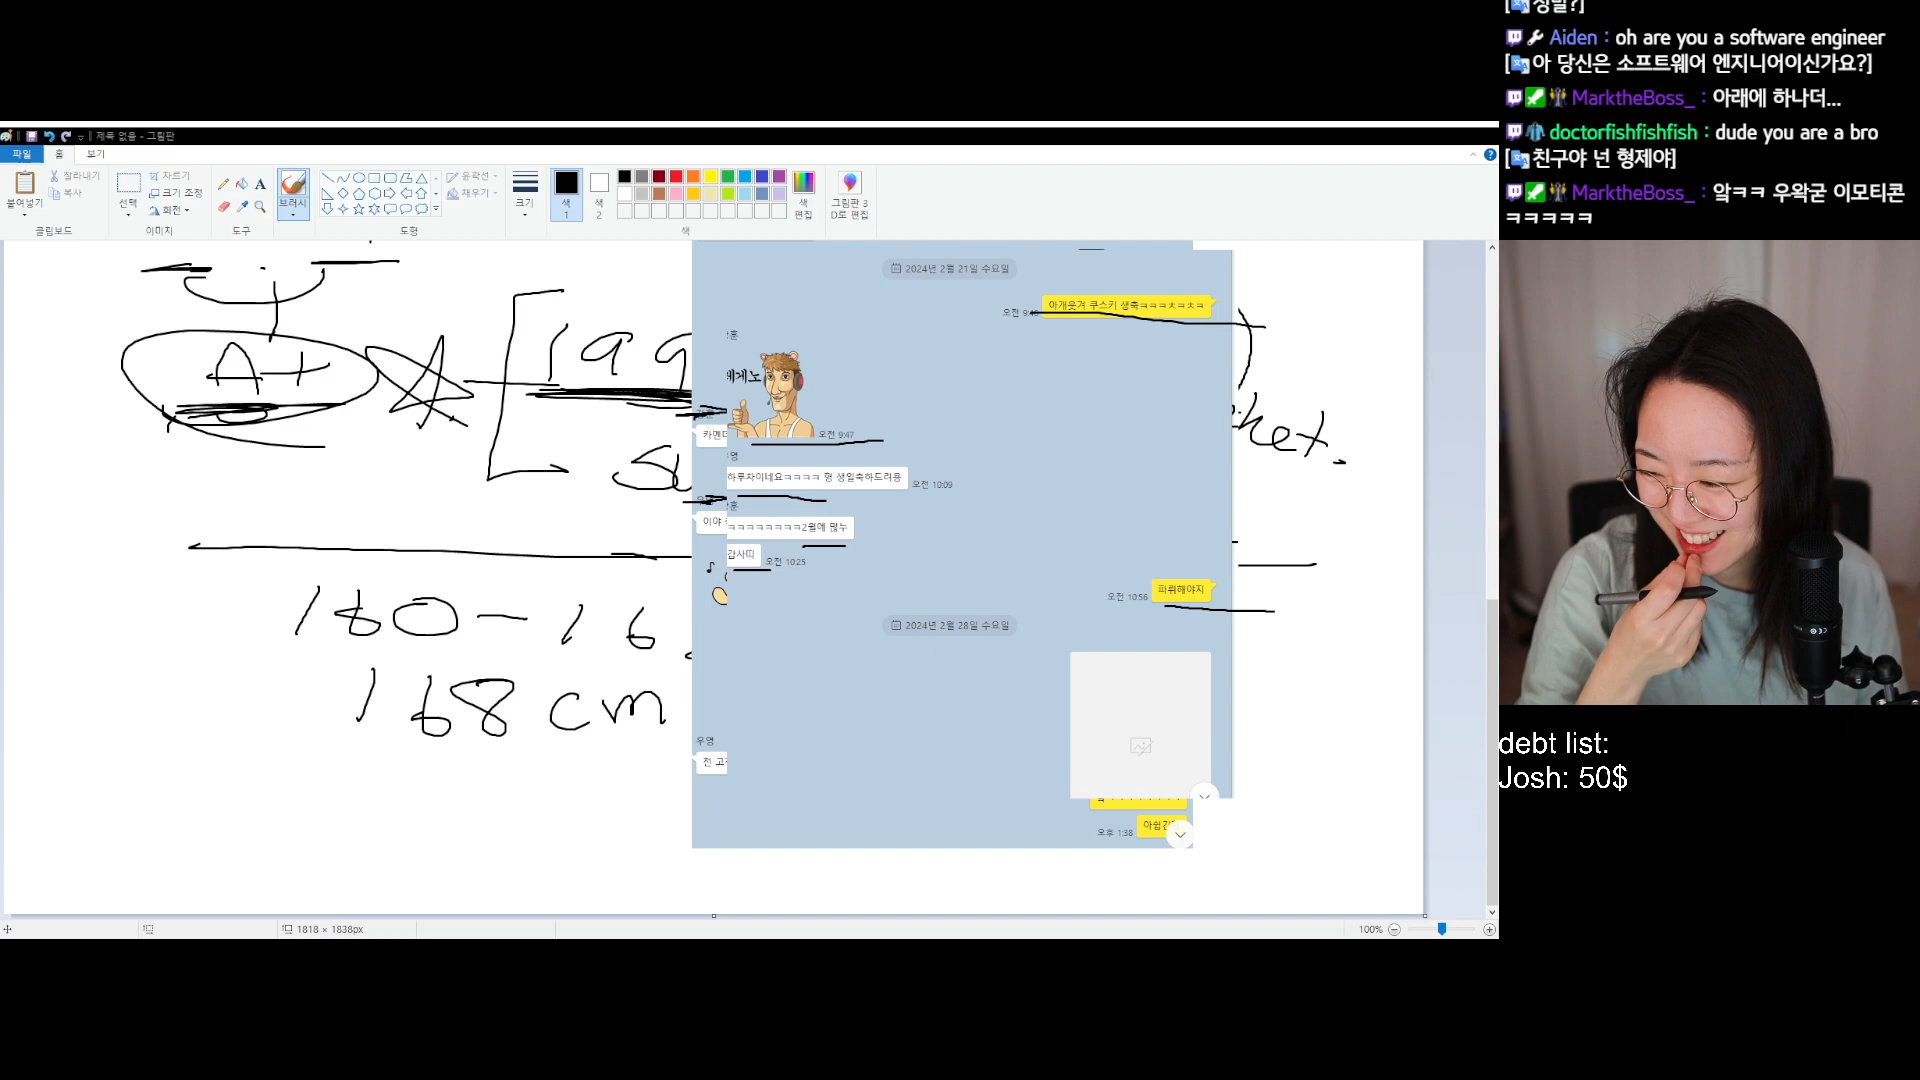 제목 없음 - 그림판
파일
홈
보기
붙여넣기
잘라내기
복사
클립보드
선택
자르기
크기 조정
회전
이미지
도구
브러시
윤곽선
채우기
도형
크기
색
1
색
2
색
편집
색
그림판 3
D로 편집
A+
199
ket.
180-16
168 cm
2024년 2월 21일 수요일
아개웃겨 쿠스키 생축ㅋㅋㅋㅊㅋㅊㅋ
오전
오전 9:47
하루차이네요ㅋㅋㅋㅋ 형 생일축하드려용
오전 10:09
ㅋㅋㅋㅋㅋㅋㅋㅋ2월에 많누
감사띠
오전 10:25
이야
파뤼해야지
오전 10:56
2024년 2월 28일 수요일
우영
전 고
오후 1:38
1818 × 1838px
100%
Aiden : oh are you a software engineer
[아 당신은 소프트웨어 엔지니어이신가요?]
MarktheBoss_ : 아래에 하나더...
doctorfishfishfish : dude you are a bro
[친구야 넌 형제야]
MarktheBoss_ : 앜ㅋㅋ 우왁굳 이모티콘
ㅋㅋㅋㅋㅋ
debt list:
Josh: 50$